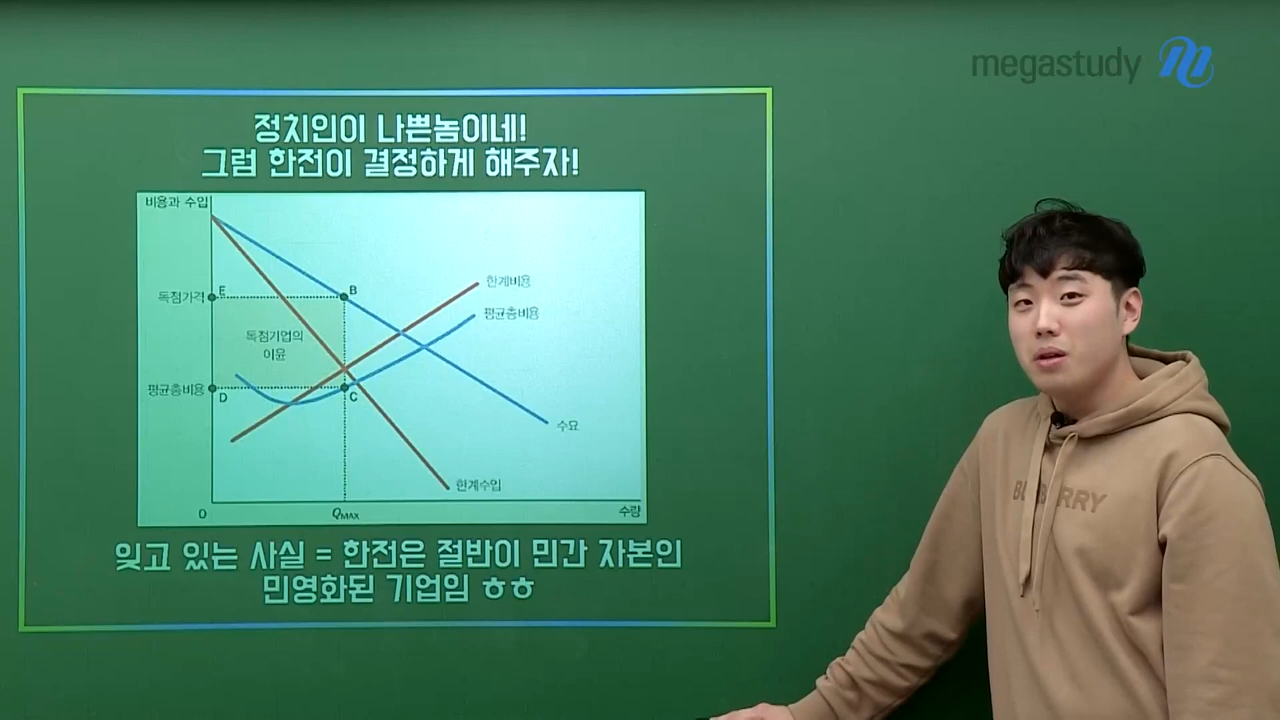 megastudy
정치인이 나쁜놈이네!
그럼 한전이 결정하게 해주자!
비용과 수입
한계비용
E
B
독점가격
평균총비용
독점기업의
이윤
평균총비용
D
C
수요
한계수입
0
QMAX
수량
잊고 있는 사실 = 한전은 절반이 민간 자본인
민영화된 기업임 ㅎㅎ